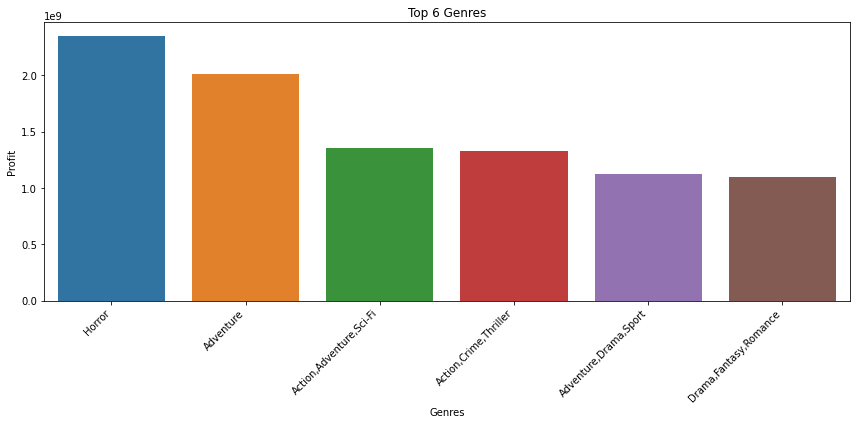 Top 6 Genres
1e9
2.0
1.5
1.0
0.5
0.0
Profit
Horror
Adventure
Action,Adventure,Sci-Fi
Action,Crime,Thriller
Adventure,Drama,Sport
Drama,Fantasy,Romance
Genres